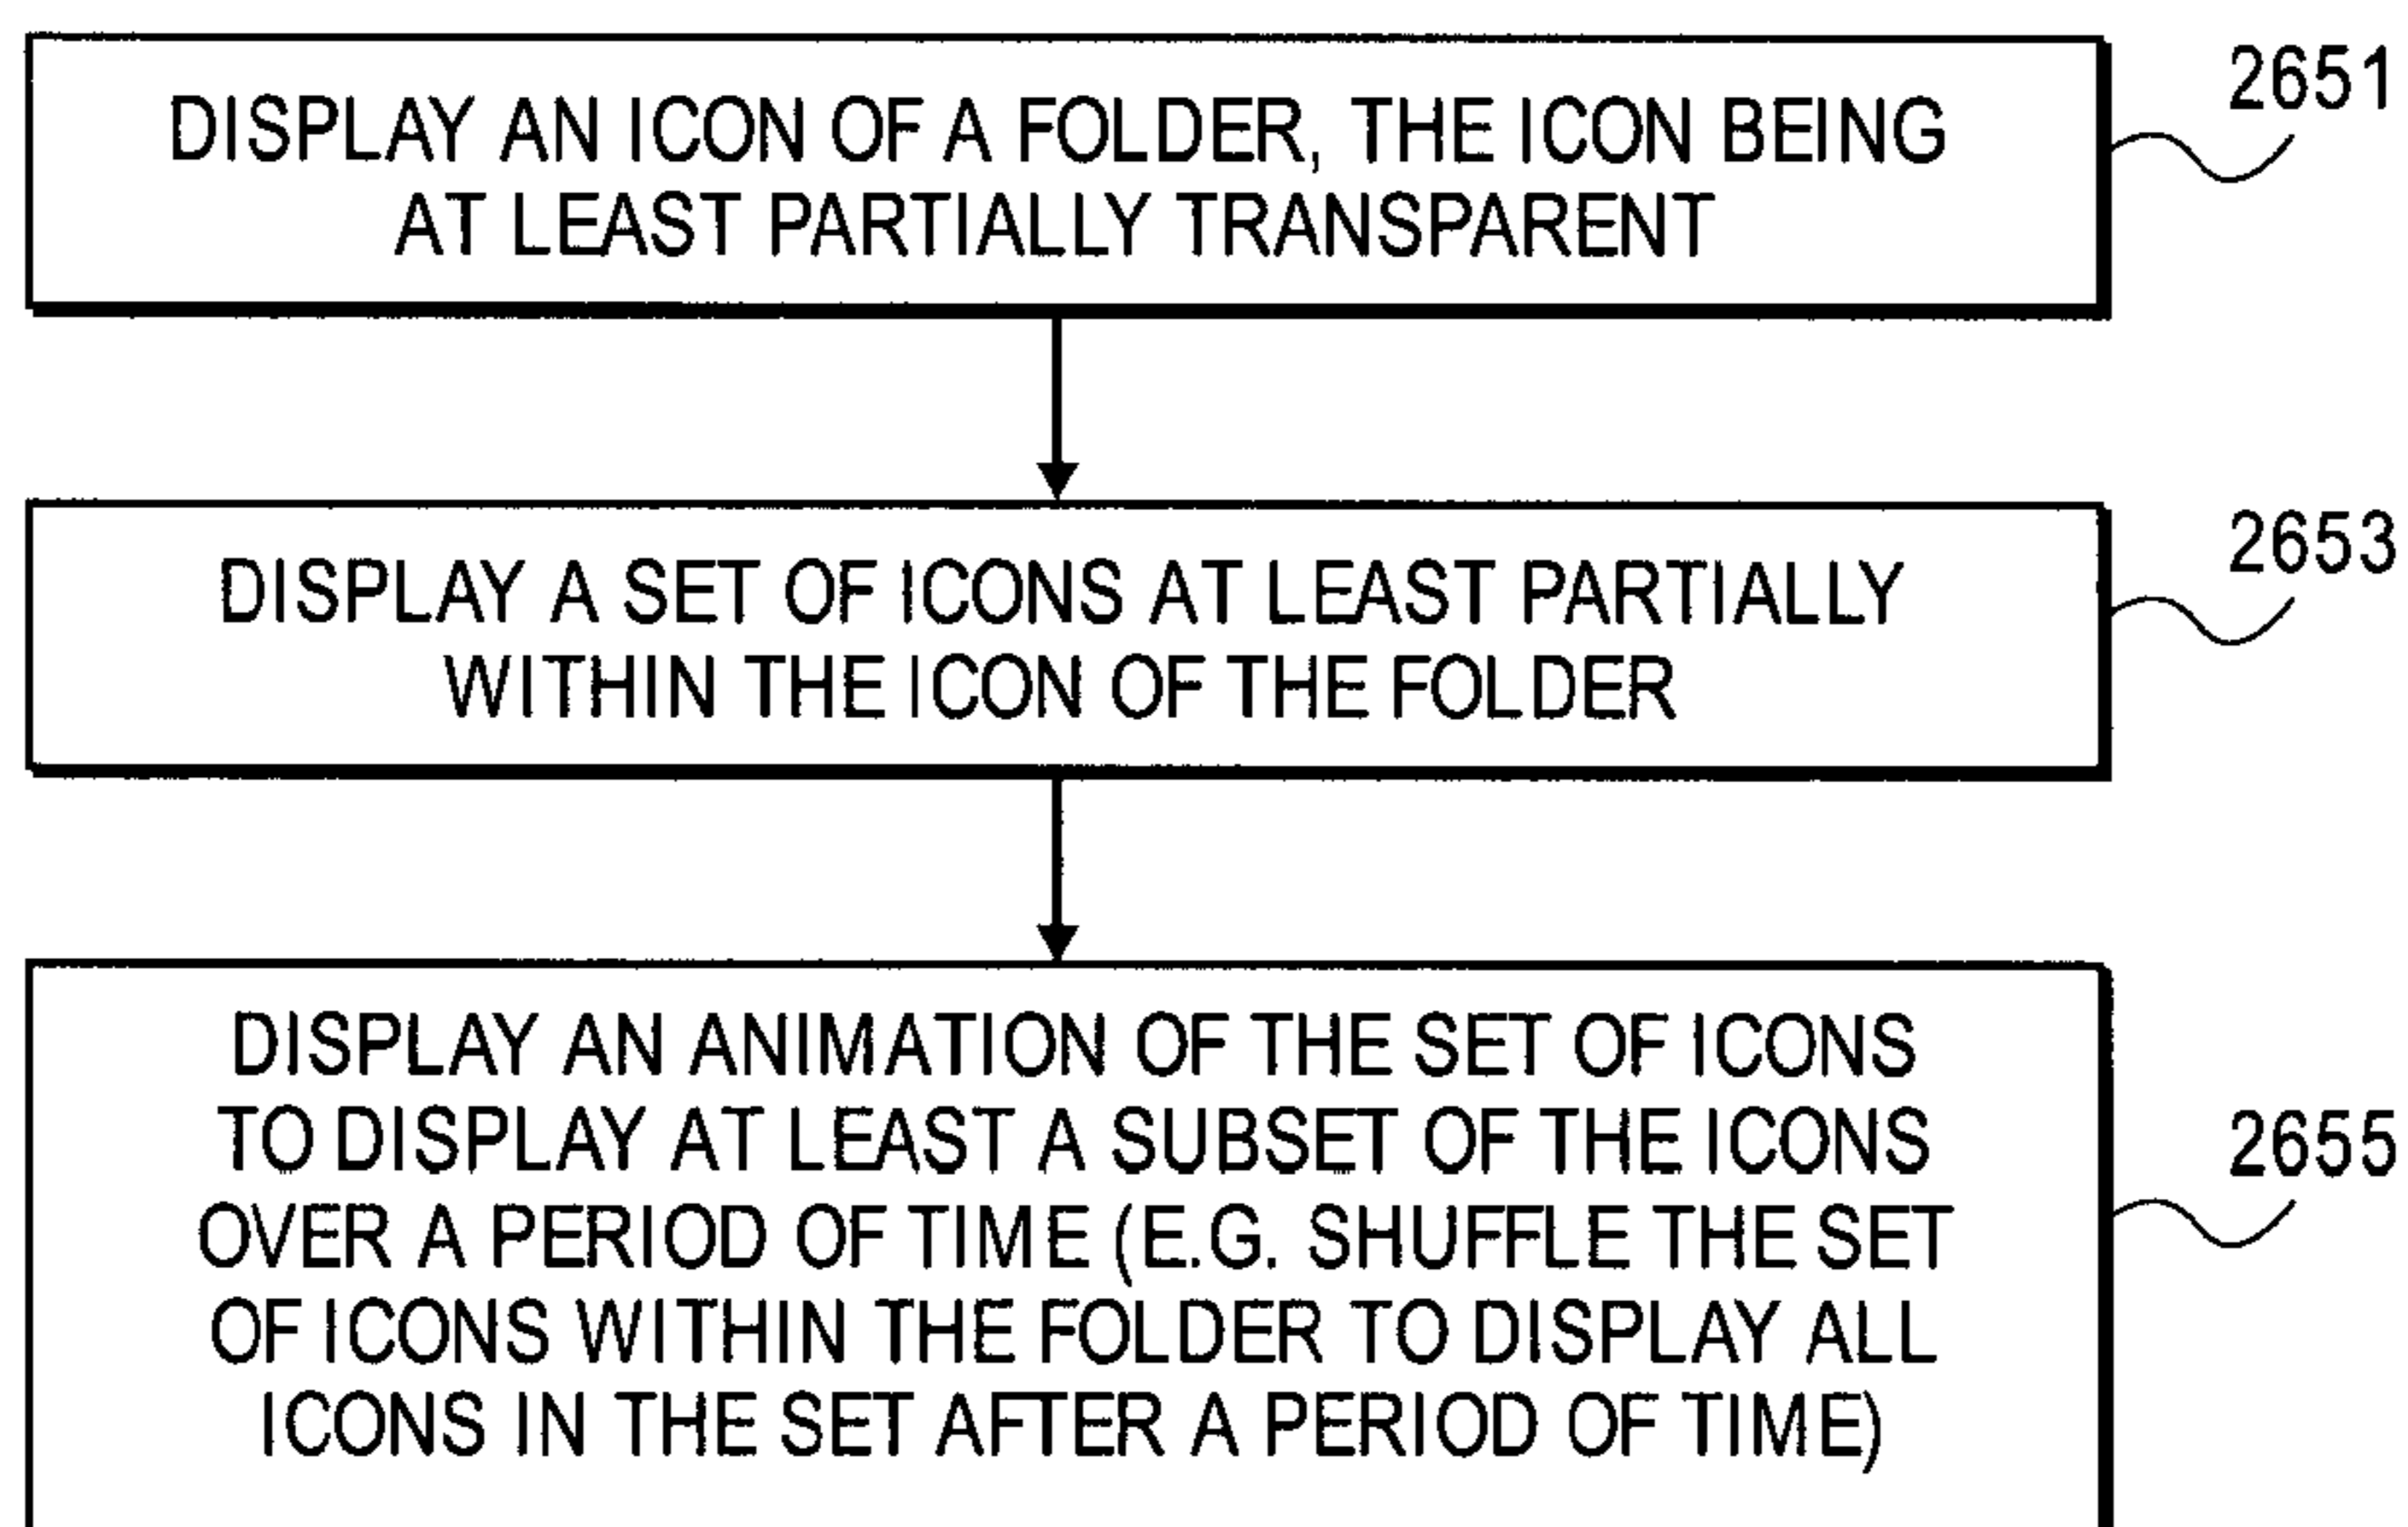 DISPLAY AN ICON OF A FOLDER, THE ICON BEING
AT LEAST PARTIALLY TRANSPARENT
2651
DISPLAY A SET OF ICONS AT LEAST PARTIALLY
WITHIN THE ICON OF THE FOLDER
2653
DISPLAY AN ANIMATION OF THE SET OF ICONS
TO DISPLAY AT LEAST A SUBSET OF THE ICONS
OVER A PERIOD OF TIME (E.G. SHUFFLE THE SET
OF ICONS WITHIN THE FOLDER TO DISPLAY ALL
ICONS IN THE SET AFTER A PERIOD OF TIME)
2655